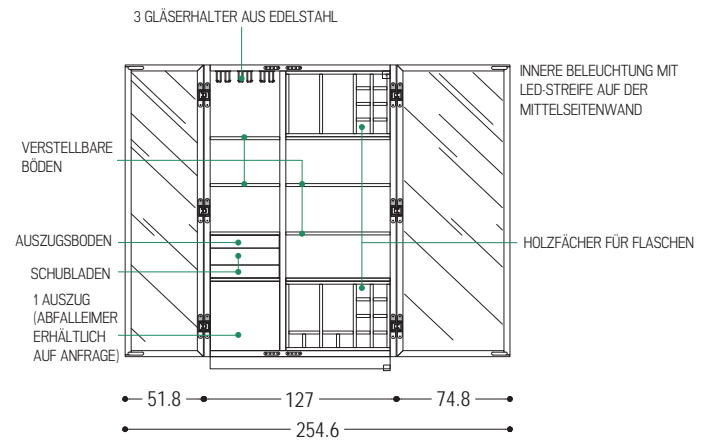 3 GLÄSERHALTER AUS EDELSTAHL
INNERE BELEUCHTUNG MIT
LED-STREIFE AUF DER
MITTELSEITENWAND
VERSTELLBARE
BÖDEN
AUSZUGSBODEN
HOLZFÄCHER FÜR FLASCHEN
SCHUBLADEN
1 AUSZUG
(ABFALLEIMER
ERHÄLTLICH
AUF ANFRAGE)
51.8 127 74.8
254.6